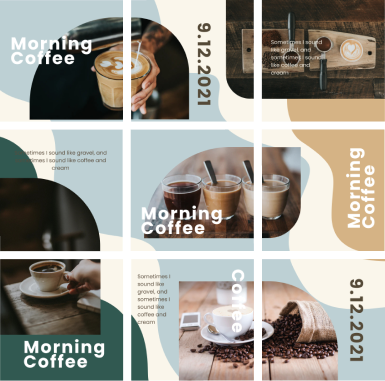 Morning
Coffee
9.12.2021
Sometimes I sound
like gravel, and
sometimes I sound
like coffee and
cream
etimes I sound like gravel, and
times I sound like coffee and
cream
Morning
Coffee
Morning
Coffee
Morning
Coffee
Sometimes I
sound like
gravel, and
sometimes I
sound like
coffee and
cream
Coffee
9.12.2021